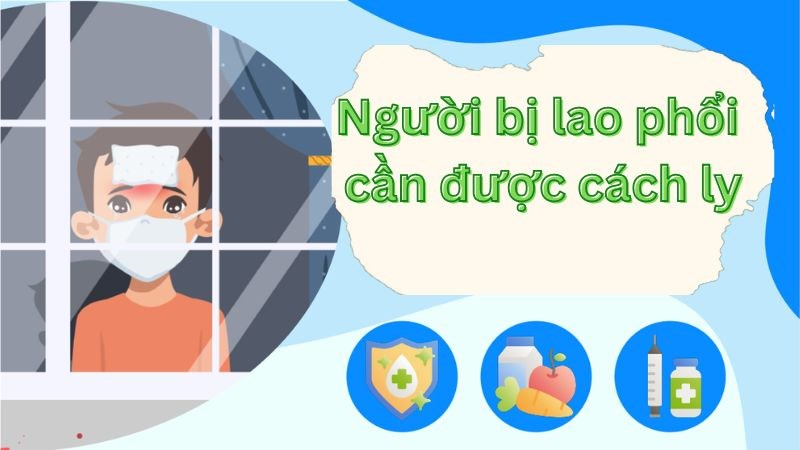 Người bị lao phổi
cần được cách ly